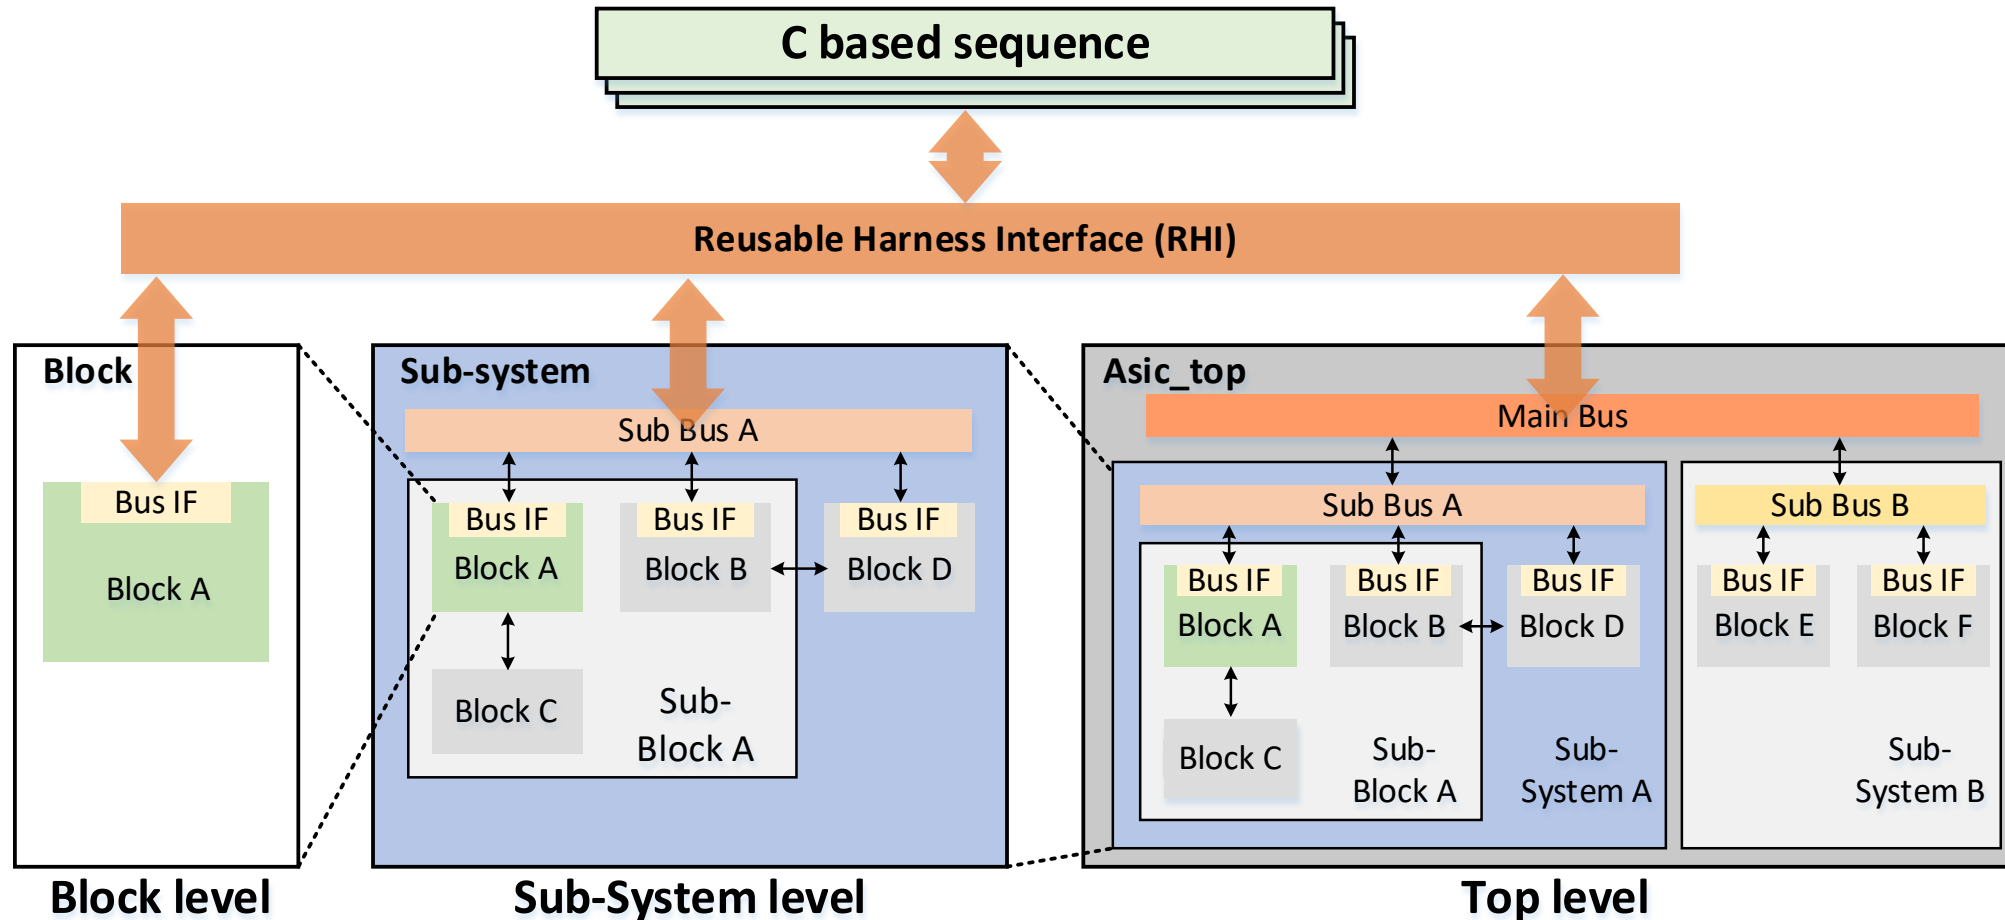 C based sequence
Reusable Harness Interface (RHI)
Block
Bus IF
Block A
Block level
Sub-system
Sub Bus A
Bus IF
Bus IF
Bus IF
Block A
Block B
Block D
Block C
Sub-
Block A
Sub-System level
Asic_top
Main Bus
Sub Bus A
Sub Bus B
Bus IF
Bus IF
Bus IF
Bus IF
Bus IF
Block A
Block B
Block D
Block E
Block F
Block C
Sub-
Block A
Sub-
System A
Sub-
System B
Top level